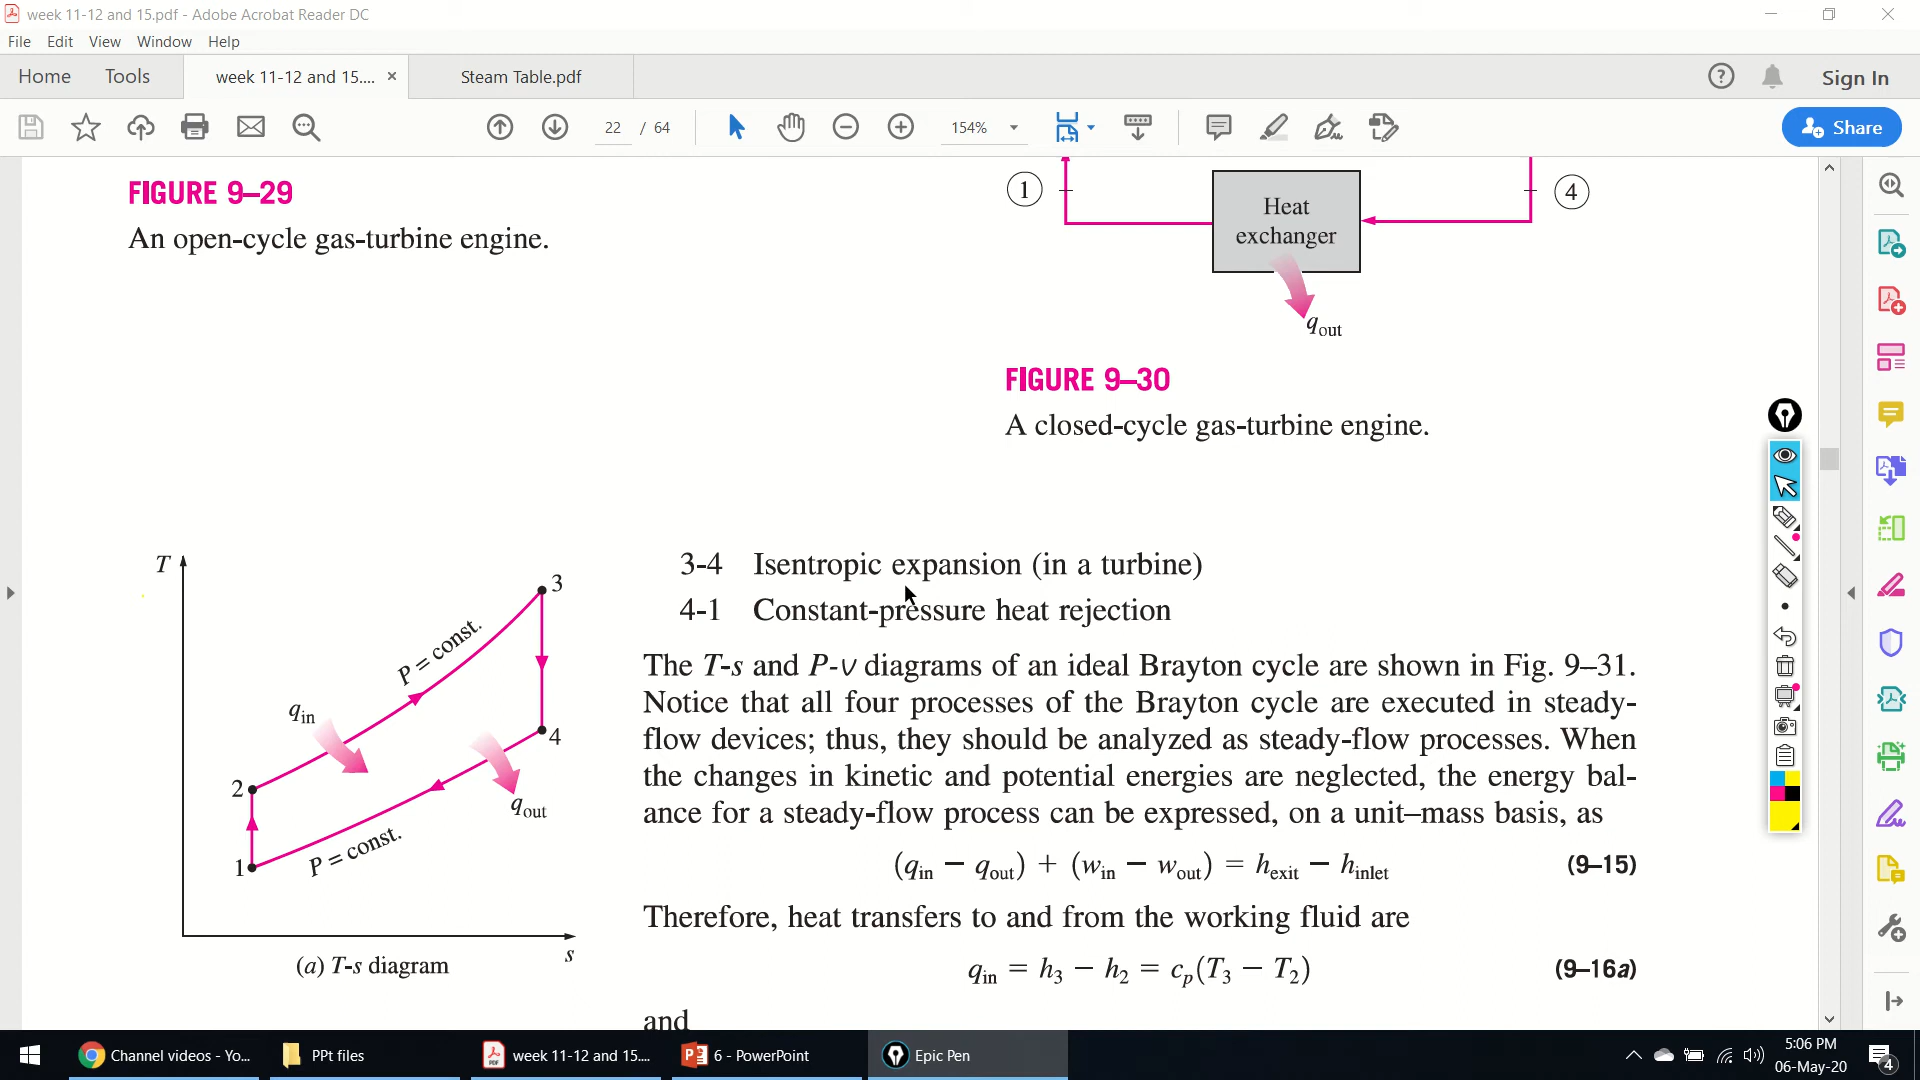 week 11-12 and 15.pdf - Adobe Acrobat Reader DC
File Edit View Window Help
Home Tools week 11-12 and 15.... × Steam Table.pdf Sign In
22 / 64 154% Share
FIGURE 9–29
An open-cycle gas-turbine engine.
1
4
Heat
exchanger
qout
FIGURE 9–30
A closed-cycle gas-turbine engine.
T
3
P = const.
qin
4
2
qout
P = const.
1
s
(a) T-s diagram
3-4 Isentropic expansion (in a turbine)
4-1 Constant-pressure heat rejection
The T-s and P-v diagrams of an ideal Brayton cycle are shown in Fig. 9–31.
Notice that all four processes of the Brayton cycle are executed in steady-
flow devices; thus, they should be analyzed as steady-flow processes. When
the changes in kinetic and potential energies are neglected, the energy bal-
ance for a steady-flow process can be expressed, on a unit–mass basis, as
(qin − qout) + (win − wout) = hexit − hinlet (9–15)
Therefore, heat transfers to and from the working fluid are
qin = h3 − h2 = cp(T3 − T2) (9–16a)
and
Channel videos - Yo... PPt files week 11-12 and 15.... 6 - PowerPoint Epic Pen
5:06 PM
06-May-20
4